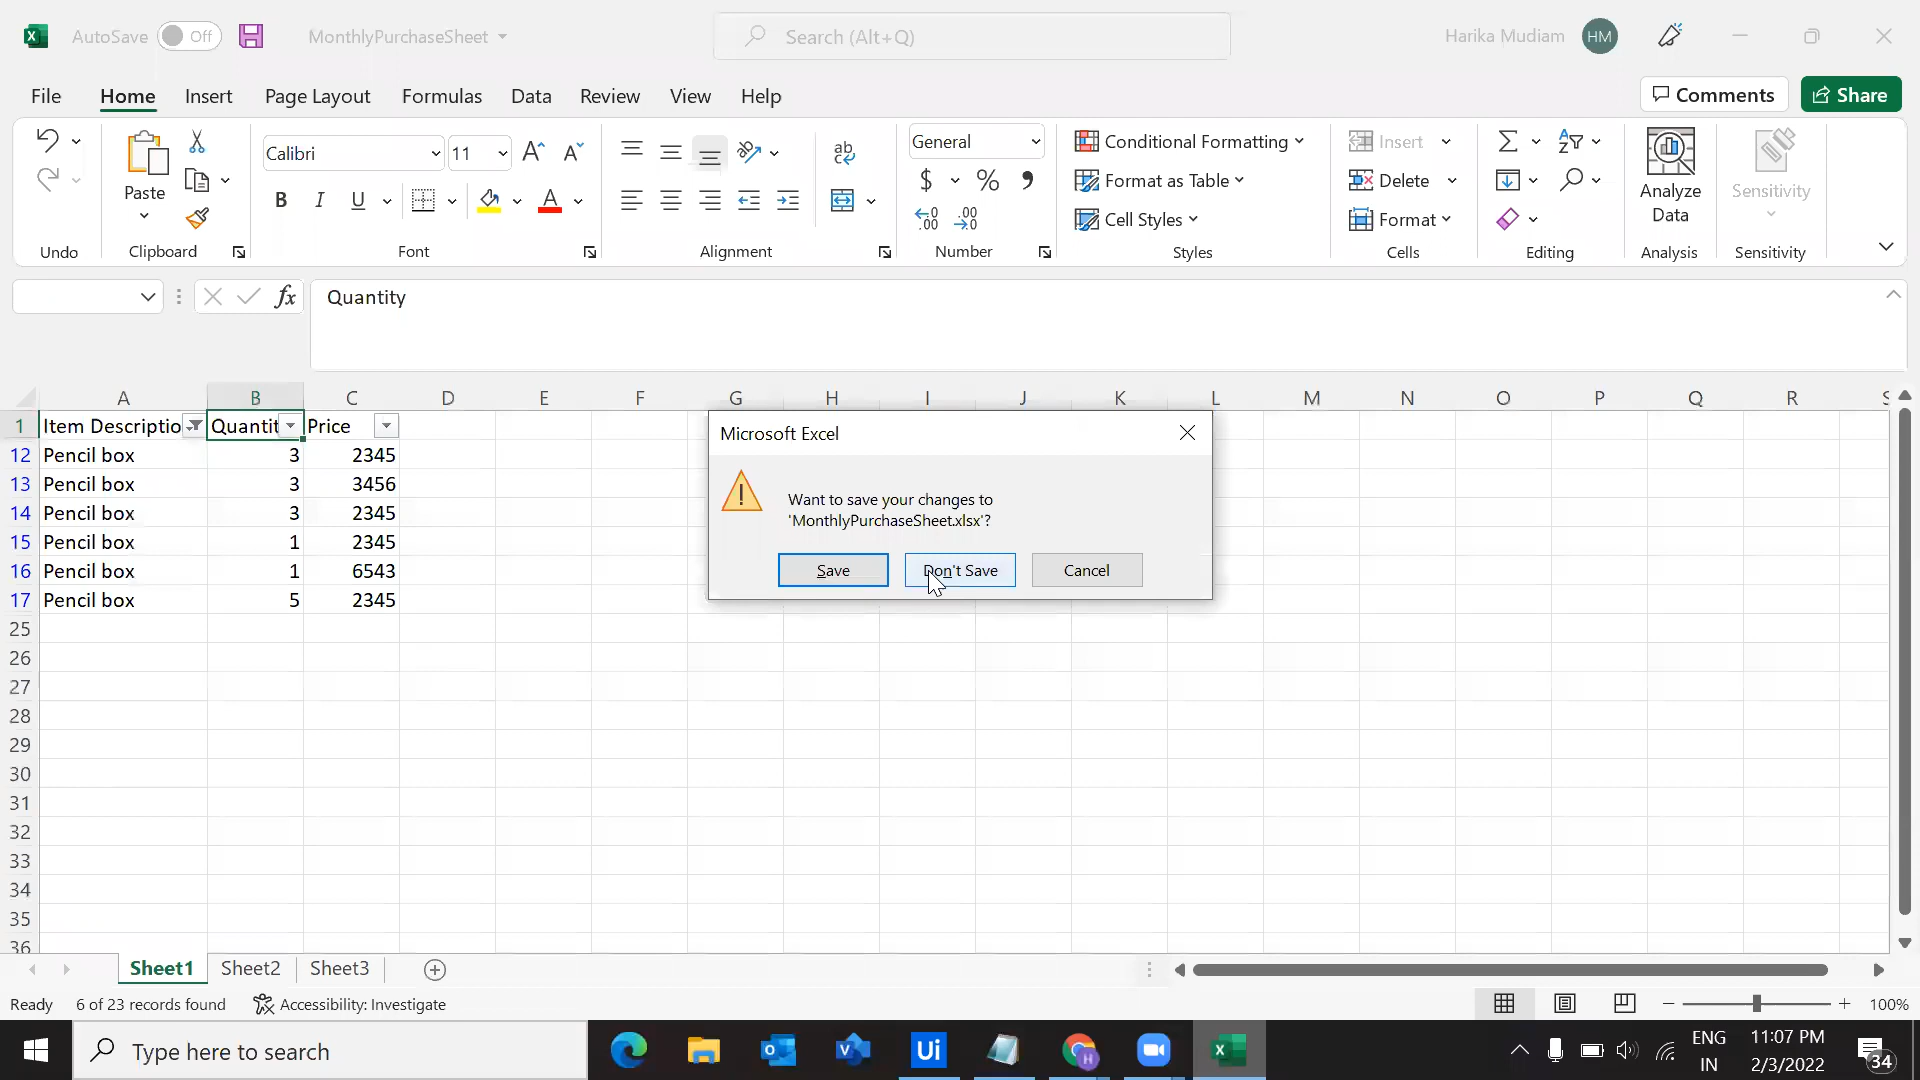 AutoSave Off MonthlyPurchaseSheet Search (Alt+Q) Harika Mudiam HM
File Home Insert Page Layout Formulas Data Review View Help Comments Share
Calibri 11 General Conditional Formatting Insert
Paste Format as Table Delete Analyze Data Sensitivity
B I U Cell Styles Format
Undo Clipboard Font Alignment Number Styles Cells Editing Analysis Sensitivity
fx Quantity
A B C D E F G H I J K L M N O P Q R S
1 Item Descriptio Quantit Price
12 Pencil box 3 2345
13 Pencil box 3 3456
14 Pencil box 3 2345
15 Pencil box 1 2345
16 Pencil box 1 6543
17 Pencil box 5 2345
25
26
27
28
29
30
31
32
33
34
35
36
Microsoft Excel
Want to save your changes to
'MonthlyPurchaseSheet.xlsx'?
Save Don't Save Cancel
Sheet1 Sheet2 Sheet3
Ready 6 of 23 records found Accessibility: Investigate 100%
Type here to search Ui ENG 11:07 PM
IN 2/3/2022 34